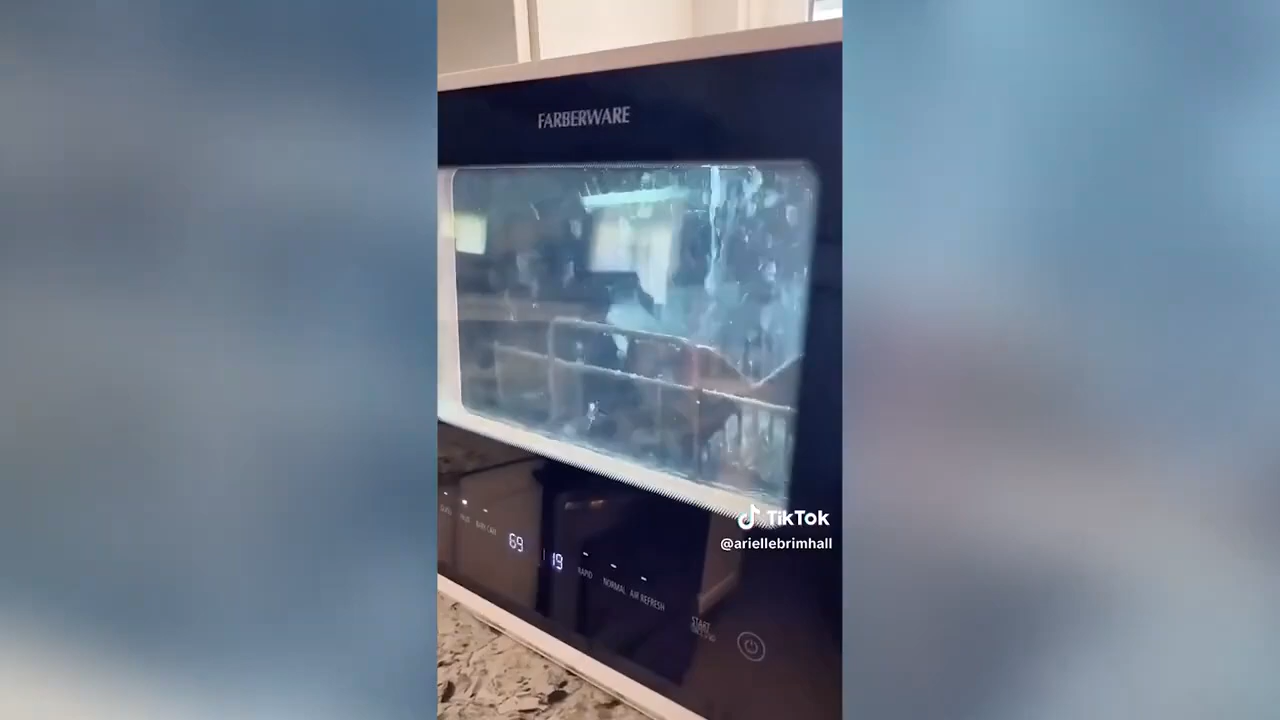 FARBERWARE
69 19
RAPID
NORMAL
AIR REFRESH
START
TikTok
@ariellebrimhall